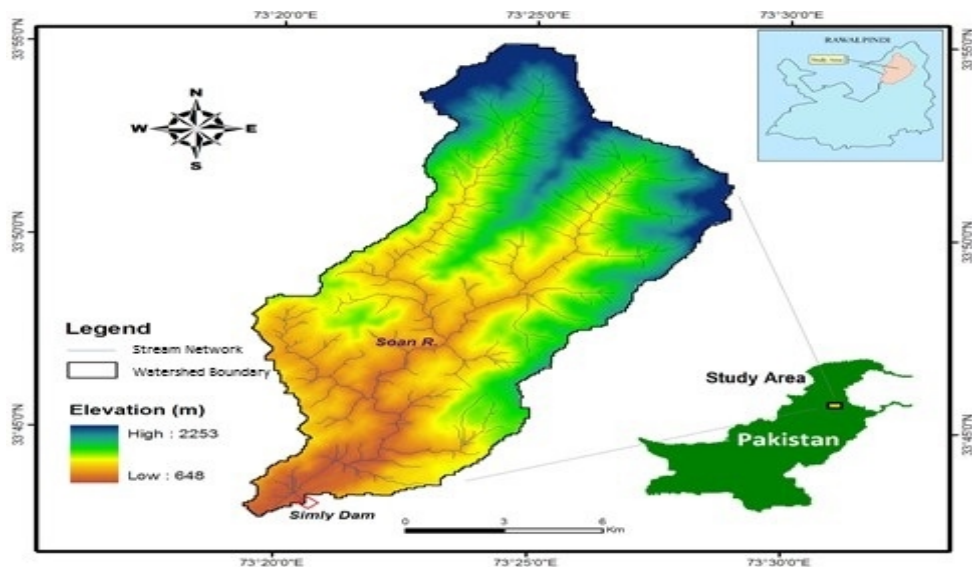 73°20'0"E
73°25'0"E
73°30'0"E
33°55'0"N
33°55'0"N
RAWALPINDI
Study Area
N
W
E
S
33°50'0"N
33°50'0"N
Legend
Stream Network
Watershed Boundary
Soan R.
Study Area
Pakistan
Elevation (m)
High : 2253
Low : 648
33°45'0"N
33°45'0"N
Simly Dam
0
3
6
Km
73°20'0"E
73°25'0"E
73°30'0"E